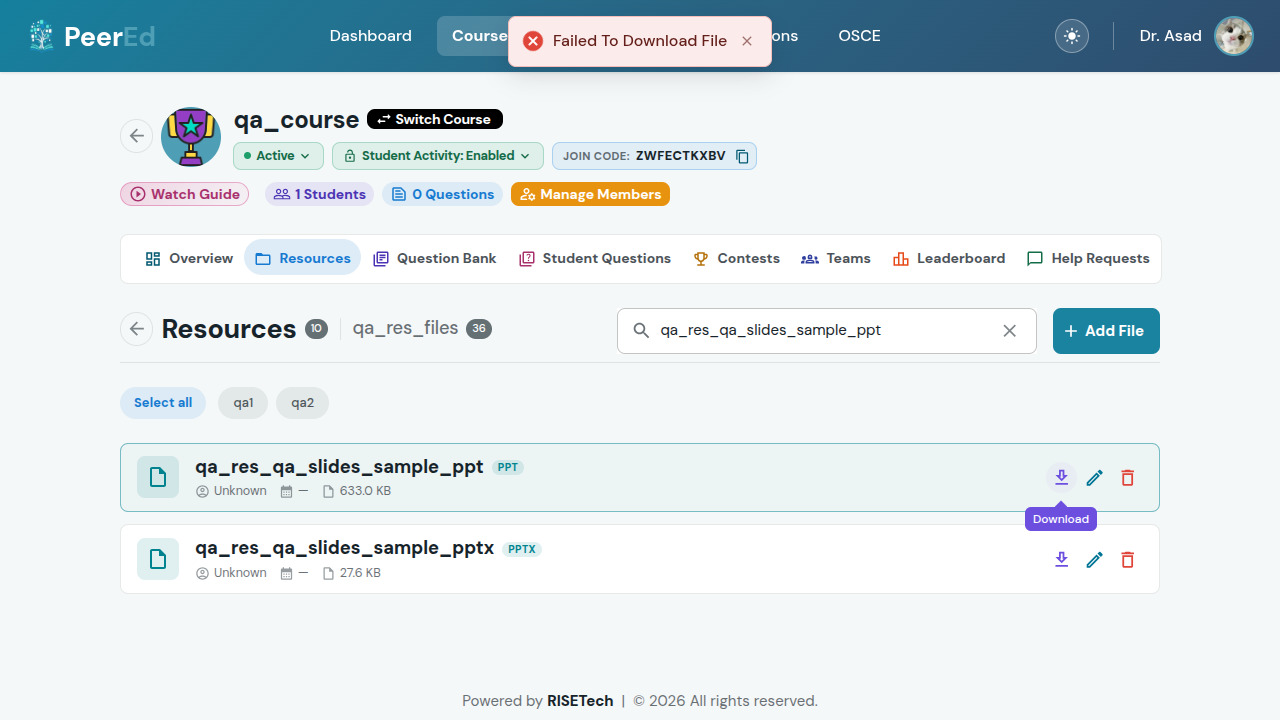 PeerEd
Dashboard
Course
Failed To Download File
ons
OSCE
Dr. Asad
qa_course
Switch Course
Active
Student Activity: Enabled
JOIN CODE: ZWFECTKXBV
Watch Guide
1 Students
0 Questions
Manage Members
Overview
Resources
Question Bank
Student Questions
Contests
Teams
Leaderboard
Help Requests
Resources 10
qa_res_files 36
qa_res_qa_slides_sample_ppt
+ Add File
Select all
qa1
qa2
qa_res_qa_slides_sample_ppt PPT
Unknown — 633.0 KB
Download
qa_res_qa_slides_sample_pptx PPTX
Unknown — 27.6 KB
Powered by RISETech | © 2026 All rights reserved.